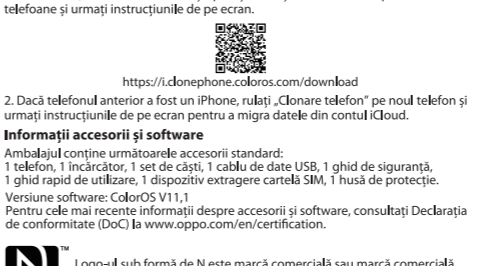 telefoane și urmați instrucțiunile de pe ecran.
https://i.clonephone.coloros.com/download
2. Dacă telefonul anterior a fost un iPhone, rulați „Clonare telefon” pe noul telefon și
urmați instrucțiunile de pe ecran pentru a migra datele din contul iCloud.
Informații accesorii și software
Ambalajul conține următoarele accesorii standard:
1 telefon, 1 încărcător, 1 set de căști, 1 cablu de date USB, 1 ghid de siguranță,
1 ghid rapid de utilizare, 1 dispozitiv extragere cartelă SIM, 1 husă de protecție.
Versiune software: ColorOS V11,1
Pentru cele mai recente informații despre accesorii și software, consultați Declarația
de conformitate (DoC) la www.oppo.com/en/certification.
™
Logo-ul sub formă de N este marcă comercială sau marcă comercială